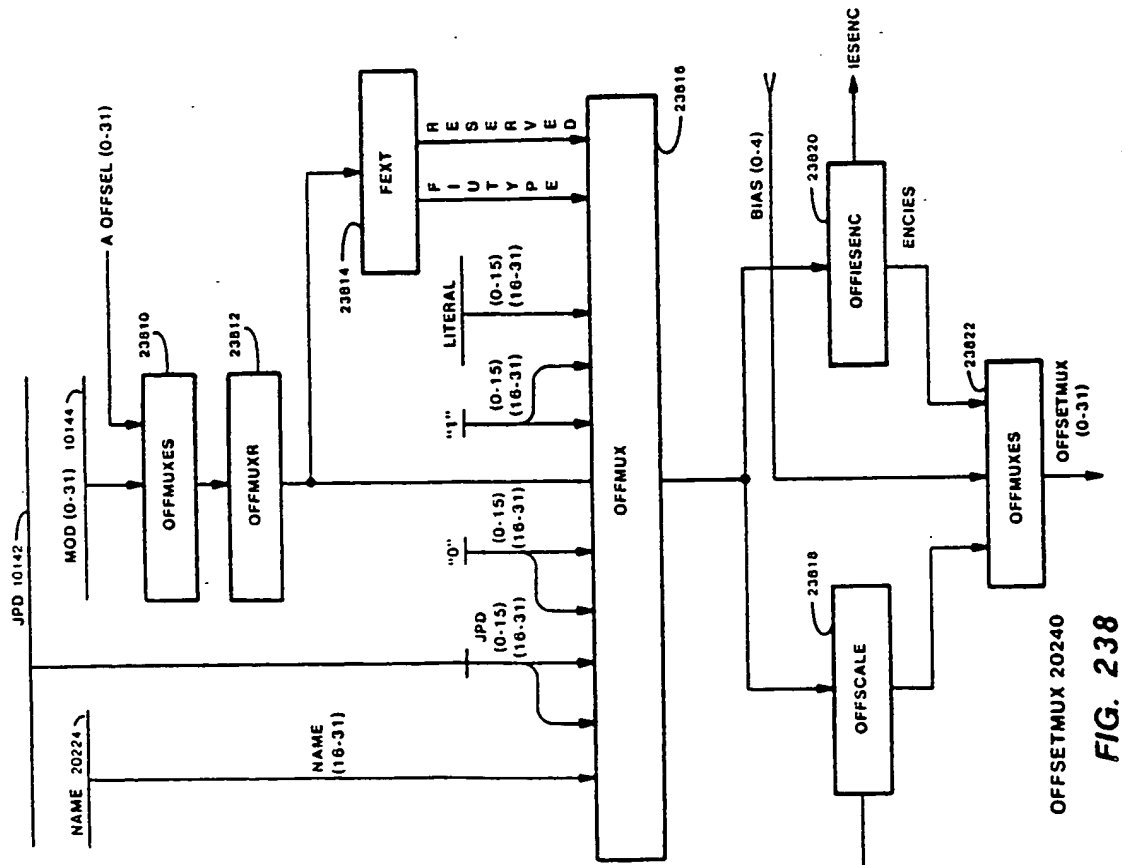 JPD 10142
NAME 20224
MOD (0-31) 10144
A OFFSEL (0-31)
23810
OFFMUXES
23812
OFFMUXR
23814
FEXT
FIUTYPE
RESERVED
NAME
(16-31)
JPD
(0-15)
(16-31)
"0"
(0-15)
(16-31)
"1"
(0-15)
(16-31)
LITERAL
(0-15)
(16-31)
OFFMUX
23816
BIAS (0-4)
23818
OFFSCALE
23820
OFFIESENC
IESENC
ENCIES
23822
OFFMUXES
OFFSETMUX
(0-31)
OFFSETMUX 20240
FIG. 238